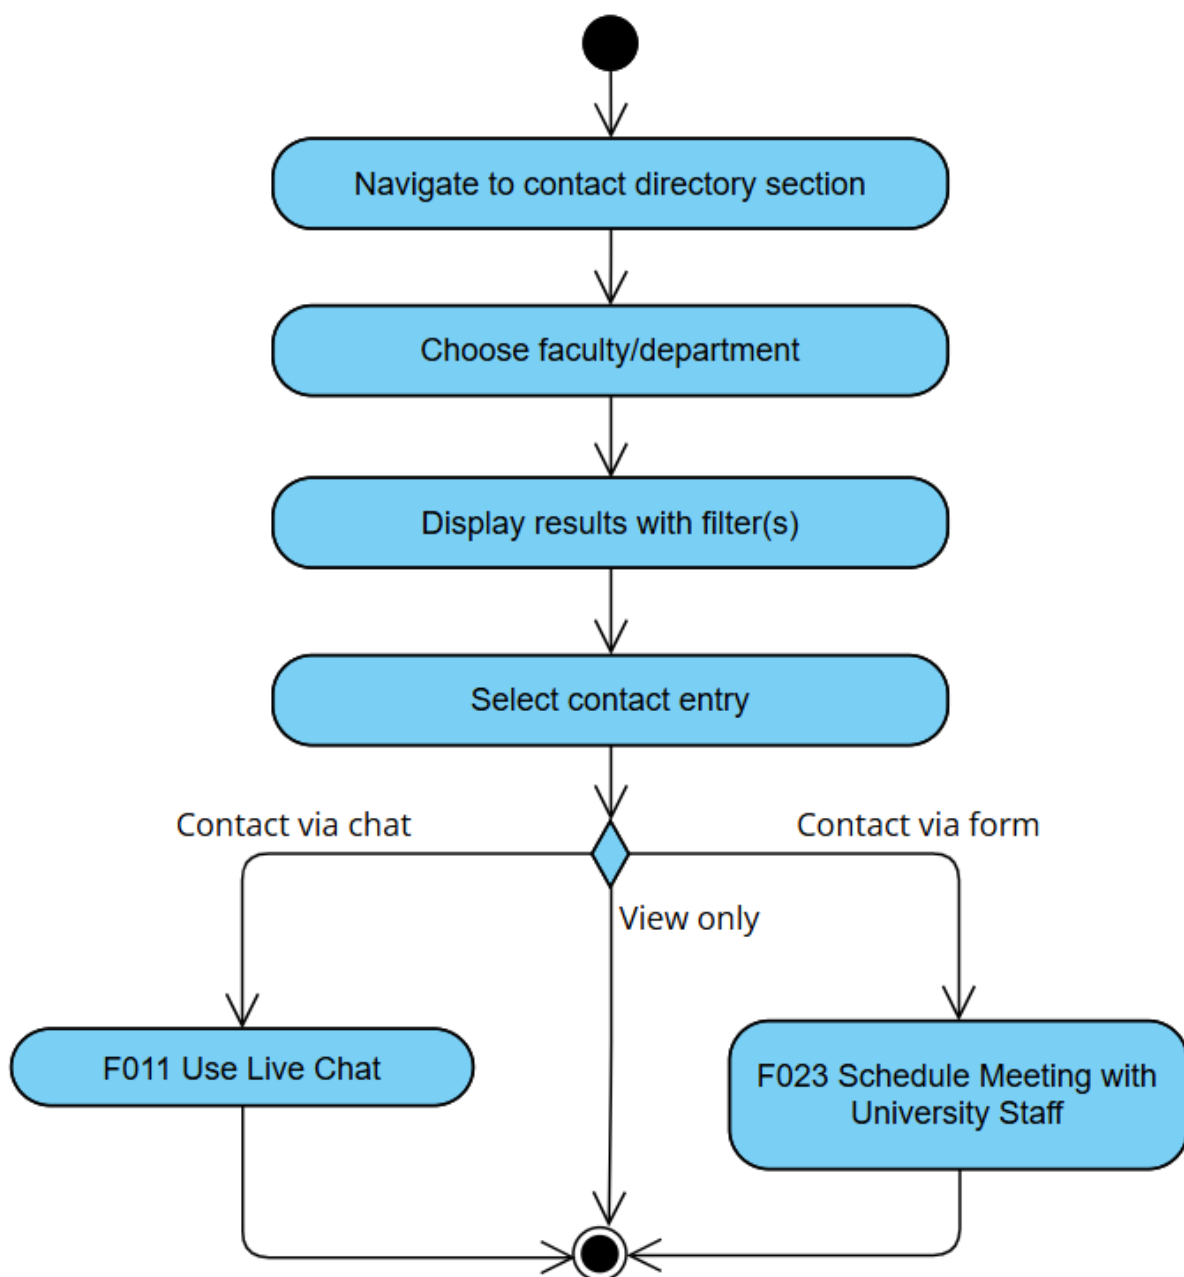 Navigate to contact directory section
Choose faculty/department
Display results with filter(s)
Select contact entry
Contact via chat
Contact via form
View only
F011 Use Live Chat
F023 Schedule Meeting with
University Staff